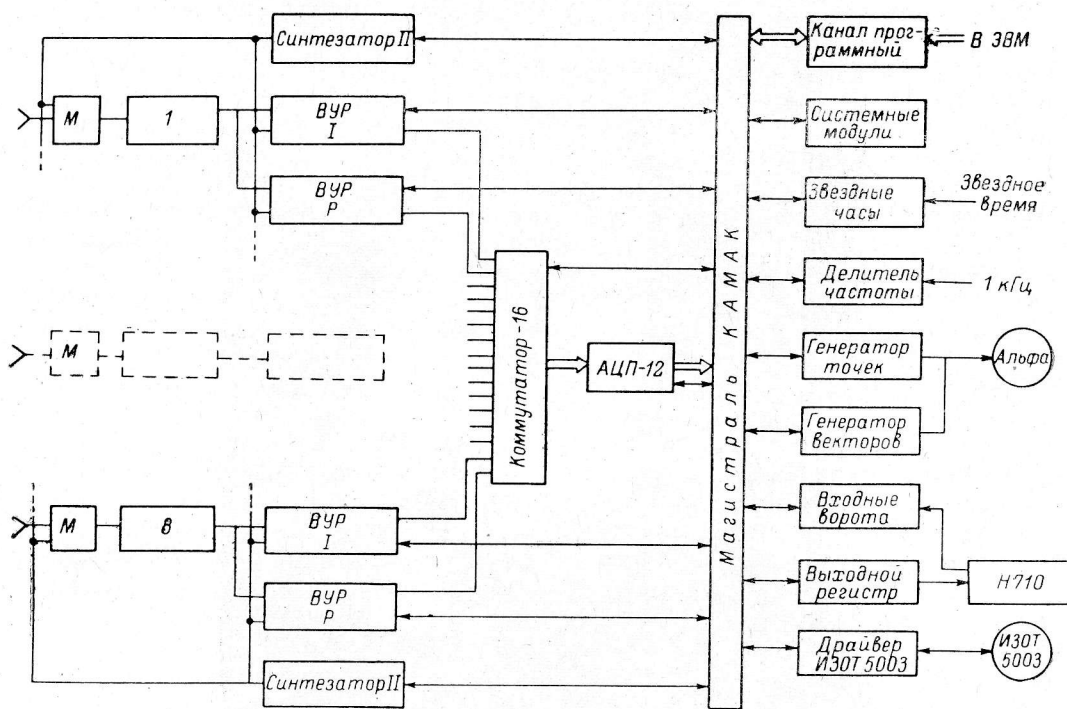 Синтезатор II
М
1
ВУР
I
ВУР
Р
М
Коммутатор-16
АЦП-12
М
8
ВУР
I
ВУР
Р
Синтезатор II
Магистраль КАМАК
Канал прог-
раммный
В ЭВМ
Системные
модули
Звездные
часы
Звездное
время
Делитель
частоты
1 кГц
Генератор
точек
Альфа
Генератор
векторов
Входные
ворота
Выходной
регистр
Н710
Драйвер
ИЗОТ 5003
ИЗОТ
5003